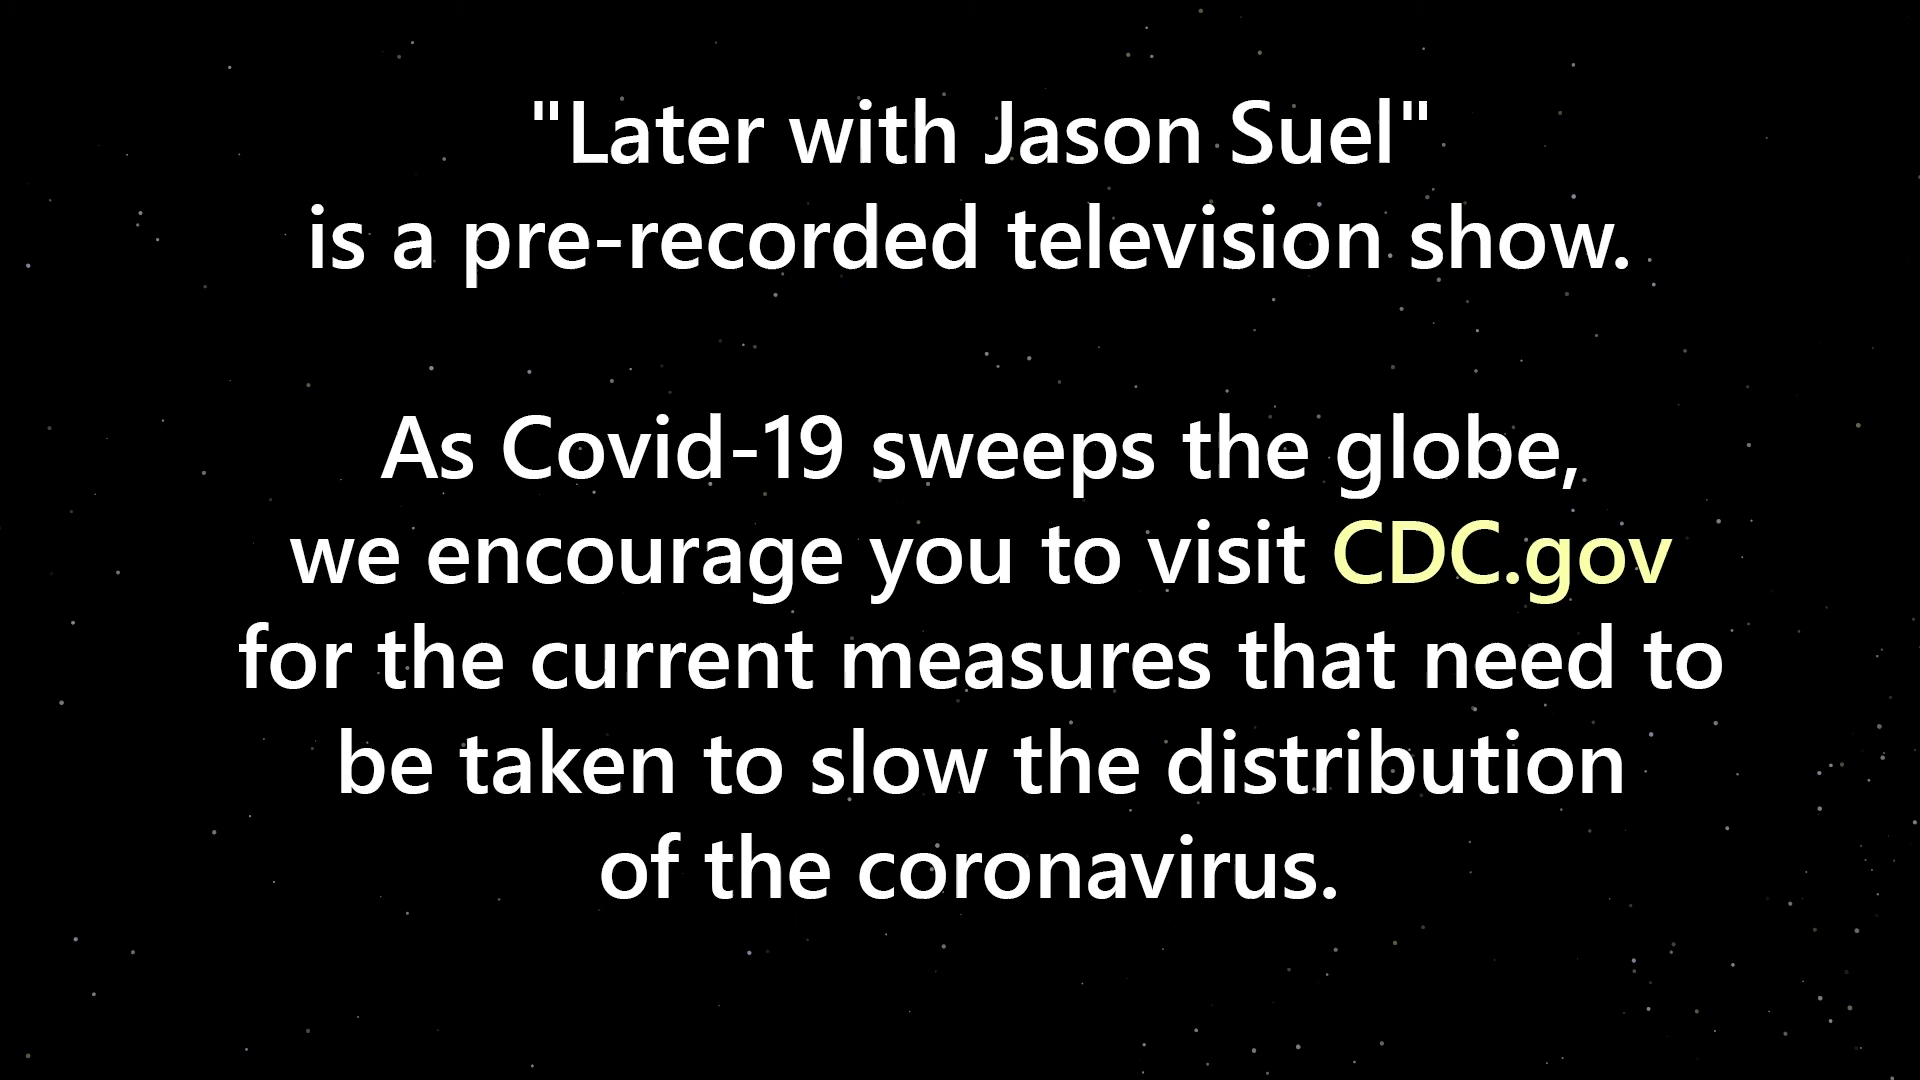 "Later with Jason Suel"
is a pre-recorded television show.
As Covid-19 sweeps the globe,
we encourage you to visit CDC.gov
for the current measures that need to
be taken to slow the distribution
of the coronavirus.